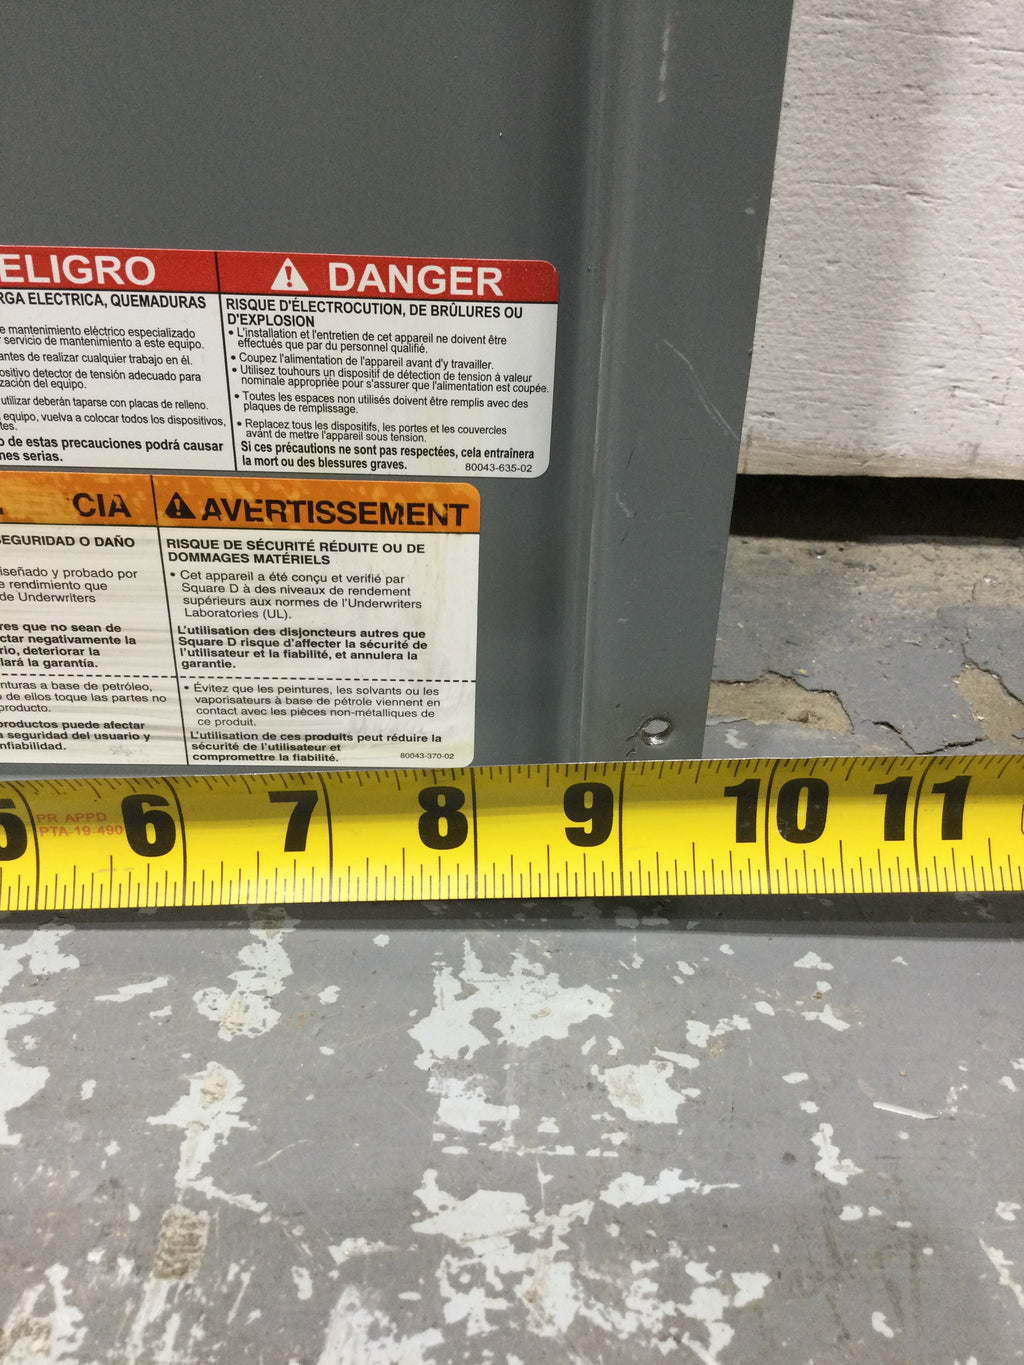 ELIGRO
RGA ELECTRICA, QUEMADURAS
e mantenimiento eléctrico especializado
servicio de mantenimiento a este equipo.
antes de realizar cualquier trabajo en él.
ositivo detector de tensión adecuado para
zación del equipo.
utilizar deberán taparse con placas de relleno.
equipo, vuelva a colocar todos los dispositivos,
tes.
o de estas precauciones podrá causar
nes serias.
DANGER
RISQUE D'ÉLECTROCUTION, DE BRÛLURES OU
D'EXPLOSION
• L'installation et l'entretien de cet appareil ne doivent être
effectués que par du personnel qualifié.
• Coupez l'alimentation de l'appareil avant d'y travailler.
• Utilisez touhours un dispositif de détection de tension à valeur
nominale appropriée pour s'assurer que l'alimentation est coupée.
• Toutes les espaces non utilisés doivent être remplis avec des
plaques de remplissage.
• Replacez tous les dispositifs, les portes et les couvercles
avant de mettre l'appareil sous tension.
Si ces précautions ne sont pas respectées, cela entraînera
la mort ou des blessures graves.
80043-635-02
CIA
SEGURIDAD O DAÑO
iseñado y probado por
e rendimiento que
de Underwriters
res que no sean de
ctar negativamente la
rio, deteriorar la
lará la garantía.
nturas a base de petróleo,
o de ellos toque las partes no
producto.
productos puede afectar
a seguridad del usuario y
nfiabilidad.
AVERTISSEMENT
RISQUE DE SÉCURITÉ RÉDUITE OU DE
DOMMAGES MATÉRIELS
• Cet appareil a été conçu et verifié par
Square D à des niveaux de rendement
supérieurs aux normes de l'Underwriters
Laboratories (UL).
L'utilisation des disjoncteurs autres que
Square D risque d'affecter la sécurité de
l'utilisateur et la fiabilité, et annulera la
garantie.
• Évitez que les peintures, les solvants ou les
vaporisateurs à base de pétrole viennent en
contact avec les pièces non-métalliques de
ce produit.
L'utilisation de ces produits peut réduire la
sécurité de l'utilisateur et
compromettre la fiabilité.
80043-370-02
5 6 7 8 9 10 11
PR APPD
PTA-19-490